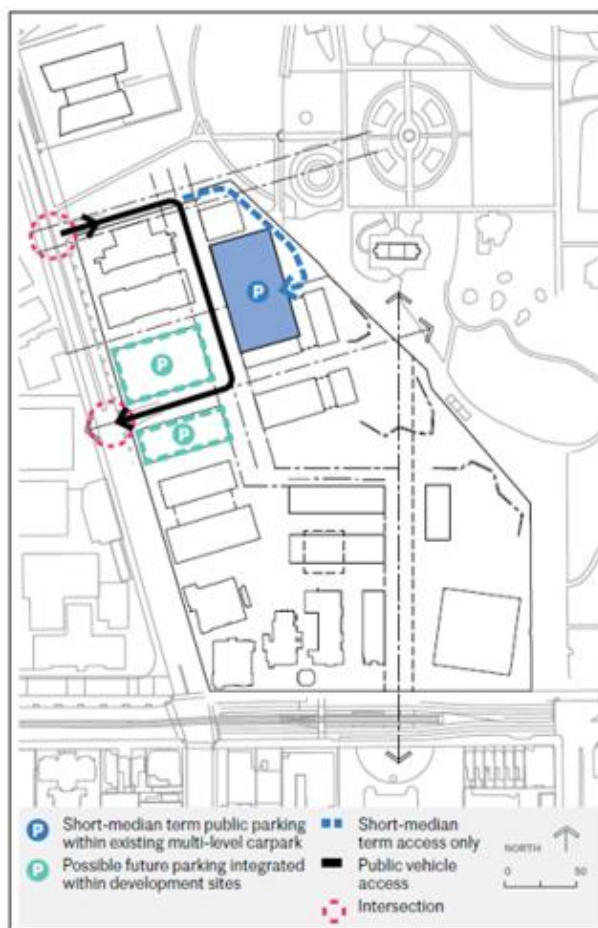 P
P
P
P Short-median term public parking
within existing multi-level carpark
P Possible future parking integrated
within development sites
Short-median
term access only
Public vehicle
access
Intersection
NORTH
0 50